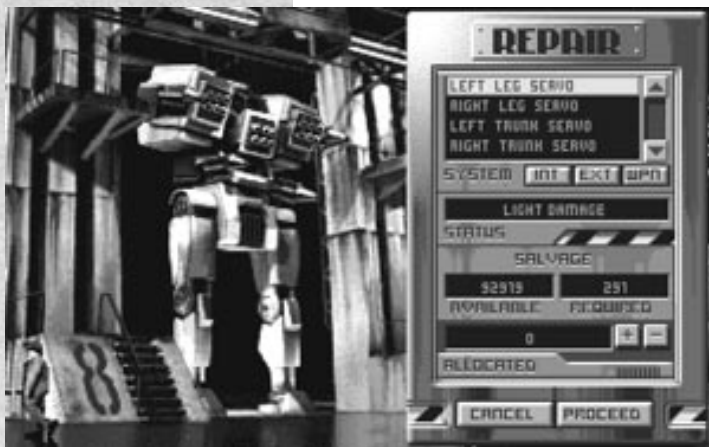 REPAIR
LEFT LEG SERVO
RIGHT LEG SERVO
LEFT TRUNK SERVO
RIGHT TRUNK SERVO
SYSTEM INT EXT WPN
LIGHT DAMAGE
STATUS
SALVAGE
92979 291
AVAILABLE REQUIRED
0 + -
ALLOCATED
CANCEL PROCEED
8